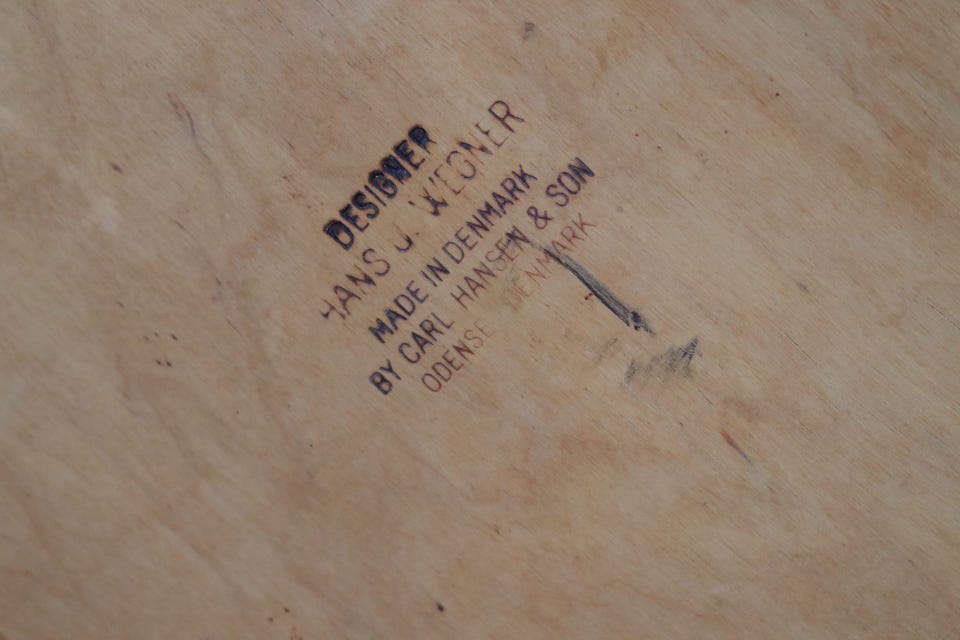 DESIGNER
HANS J. WEGNER
MADE IN DENMARK
BY CARL HANSEN & SON
ODENSE DENMARK